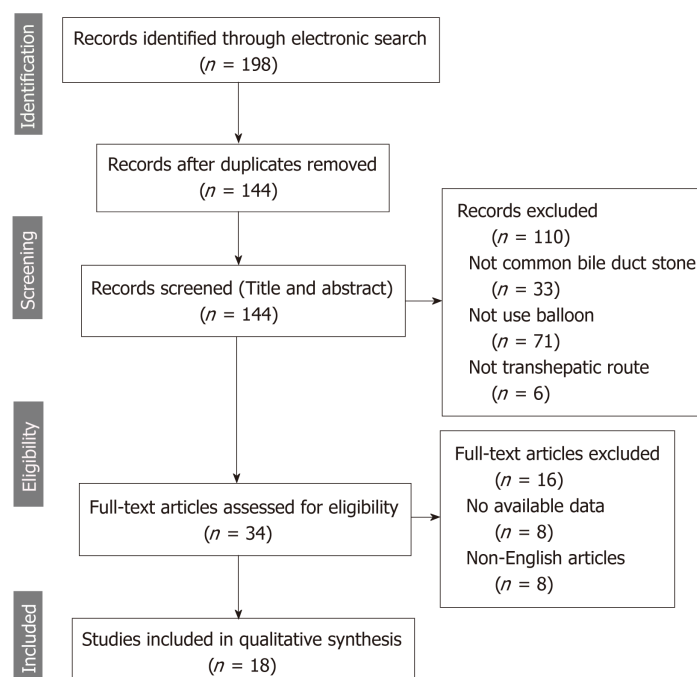 Identification
Records identified through electronic search
(n = 198)
Records after duplicates removed
(n = 144)
Screening
Records screened (Title and abstract)
(n = 144)
Records excluded
(n = 110)
Not common bile duct stone
(n = 33)
Not use balloon
(n = 71)
Not transhepatic route
(n = 6)
Eligibility
Full-text articles assessed for eligibility
(n = 34)
Full-text articles excluded
(n = 16)
No available data
(n = 8)
Non-English articles
(n = 8)
Included
Studies included in qualitative synthesis
(n = 18)